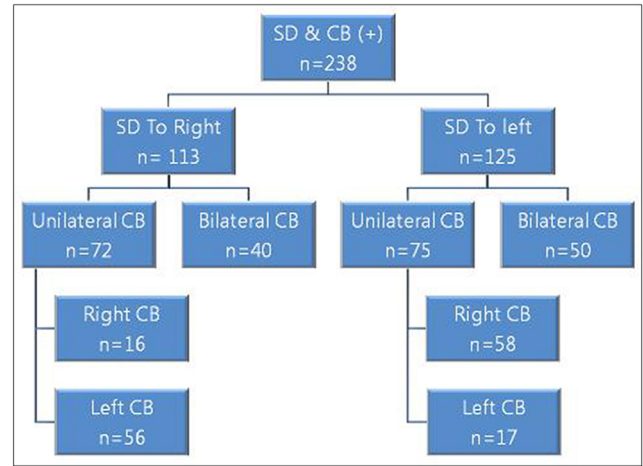 SD & CB (+)
n=238
SD To Right
n= 113
SD To left
n=125
Unilateral CB
n=72
Bilateral CB
n=40
Unilateral CB
n=75
Bilateral CB
n=50
Right CB
n=16
Right CB
n=58
Left CB
n=56
Left CB
n=17